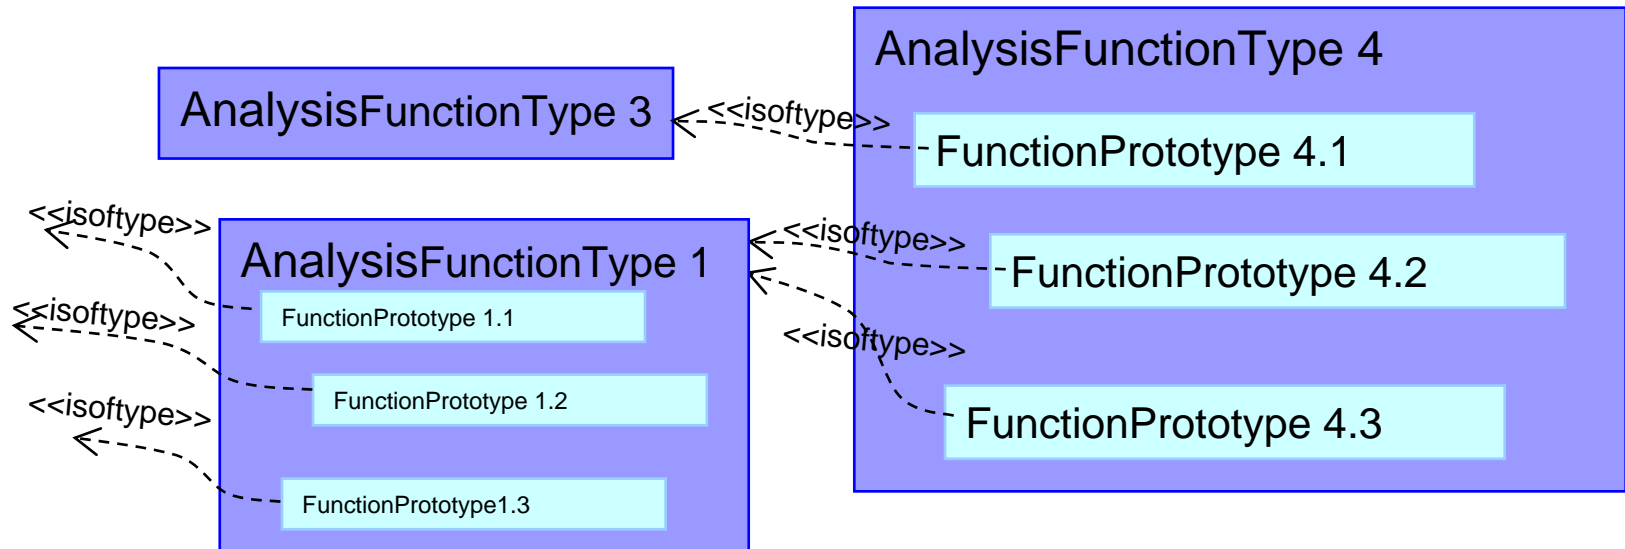 AnalysisFunctionType 4
AnalysisFunctionType 3
<<isoftype>>
FunctionPrototype 4.1
<<isoftype>>
AnalysisFunctionType 1
<<isoftype>>
FunctionPrototype 4.2
<<isoftype>>
FunctionPrototype 1.1
<<isoftype>>
FunctionPrototype 1.2
<<isoftype>>
FunctionPrototype 4.3
FunctionPrototype1.3